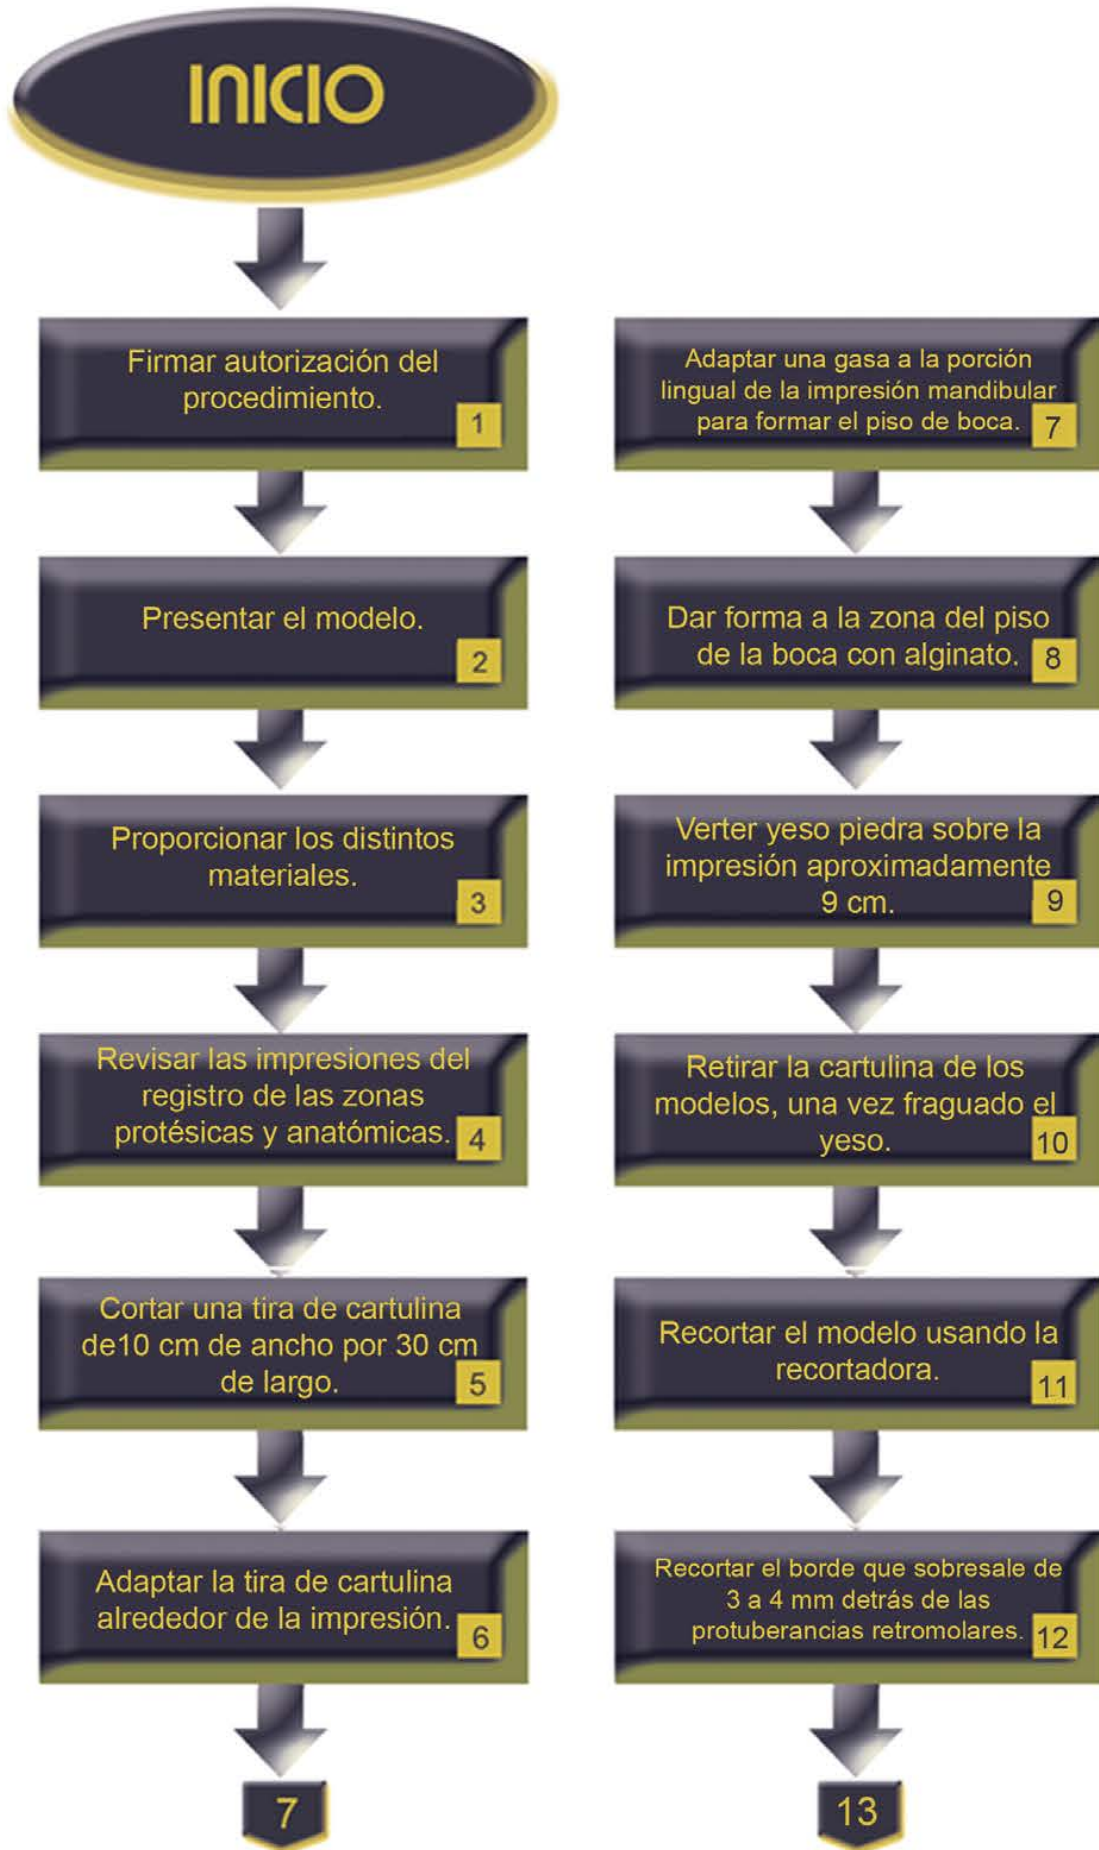 INICIO
Firmar autorización del
procedimiento.
1
Presentar el modelo.
2
Proporcionar los distintos
materiales.
3
Revisar las impresiones del
registro de las zonas
protésicas y anatómicas.
4
Cortar una tira de cartulina
de10 cm de ancho por 30 cm
de largo.
5
Adaptar la tira de cartulina
alrededor de la impresión.
6
7
Adaptar una gasa a la porción
lingual de la impresión mandibular
para formar el piso de boca.
7
Dar forma a la zona del piso
de la boca con alginato.
8
Verter yeso piedra sobre la
impresión aproximadamente
9 cm.
9
Retirar la cartulina de los
modelos, una vez fraguado el
yeso.
10
Recortar el modelo usando la
recortadora.
11
Recortar el borde que sobresale de
3 a 4 mm detrás de las
protuberancias retromolares.
12
13